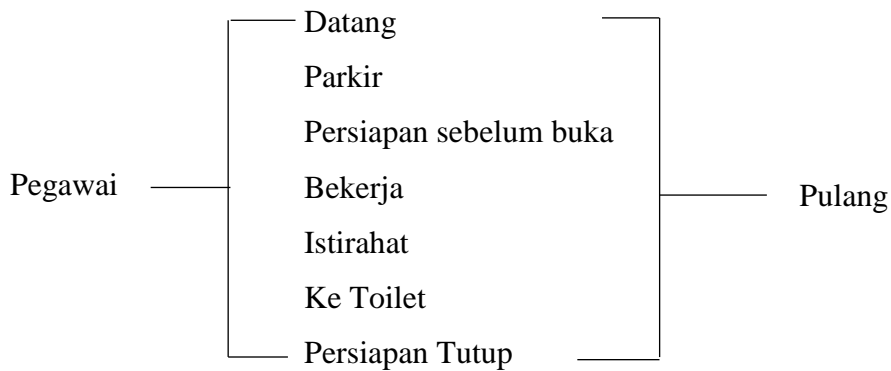 Datang
Parkir
Persiapan sebelum buka
Pegawai
Bekerja
Pulang
Istirahat
Ke Toilet
Persiapan Tutup